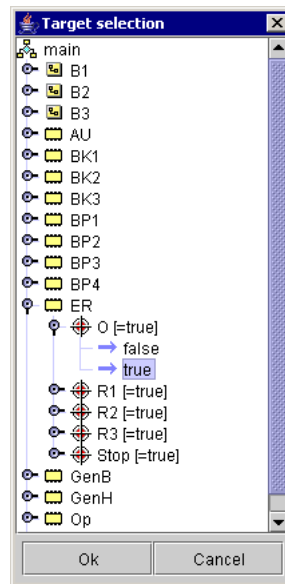 Target selection
main
B1
B2
B3
AU
BK1
BK2
BK3
BP1
BP2
BP3
BP4
ER
O [=true]
false
true
R1 [=true]
R2 [=true]
R3 [=true]
Stop [=true]
GenB
GenH
Op
Ok Cancel